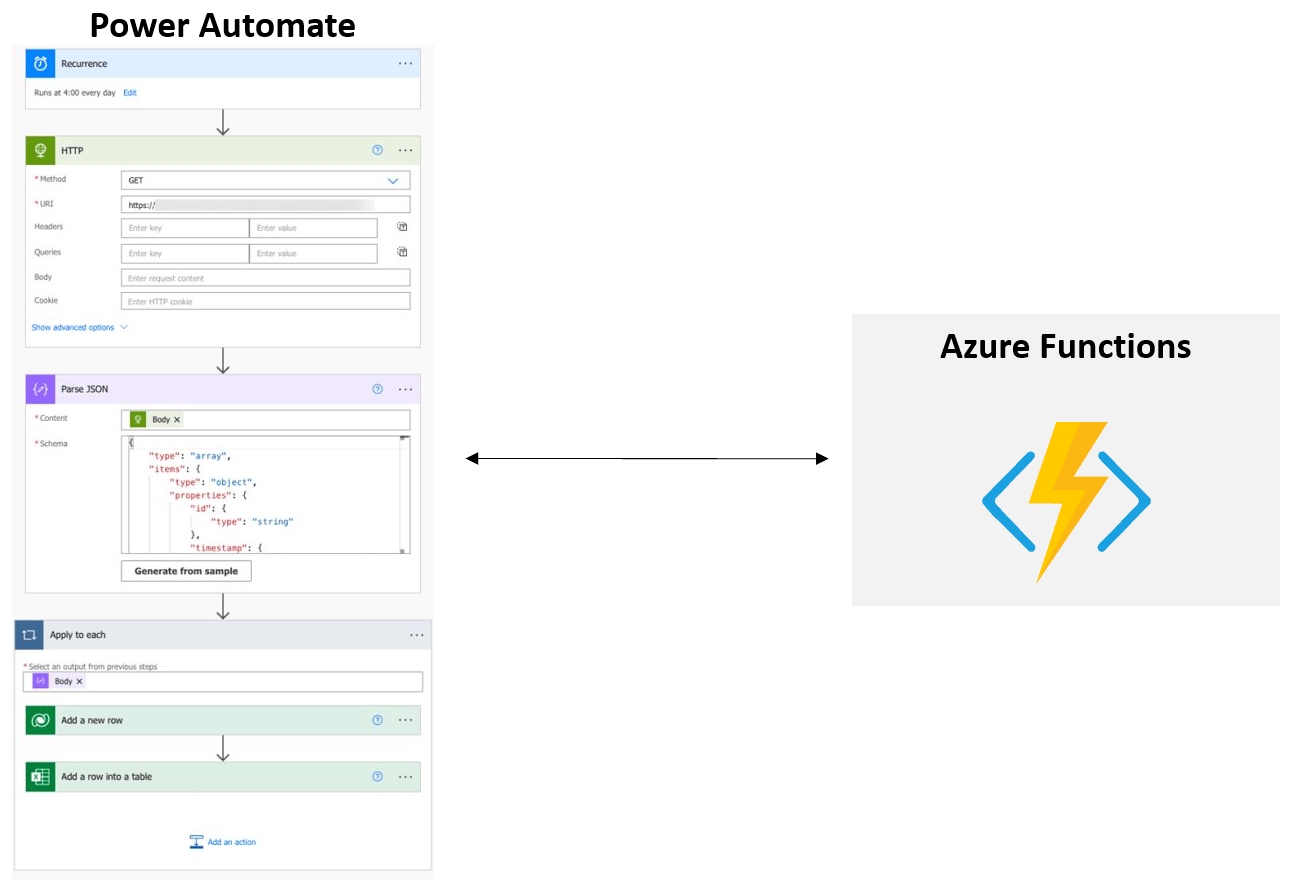 Power Automate
Recurrence
Runs at 4:00 every day Edit
HTTP
* Method GET
* URI https://
Headers Enter key Enter value
Queries Enter key Enter value
Body Enter request content
Cookie Enter HTTP cookie
Show advanced options
Parse JSON
* Content Body ×
* Schema {
"type": "array",
"items": {
"type": "object",
"properties": {
"id": {
"type": "string"
},
"timestamp": {
Generate from sample
Apply to each
* Select an output from previous steps
Body ×
Add a new row
Add a row into a table
Add an action
Azure Functions